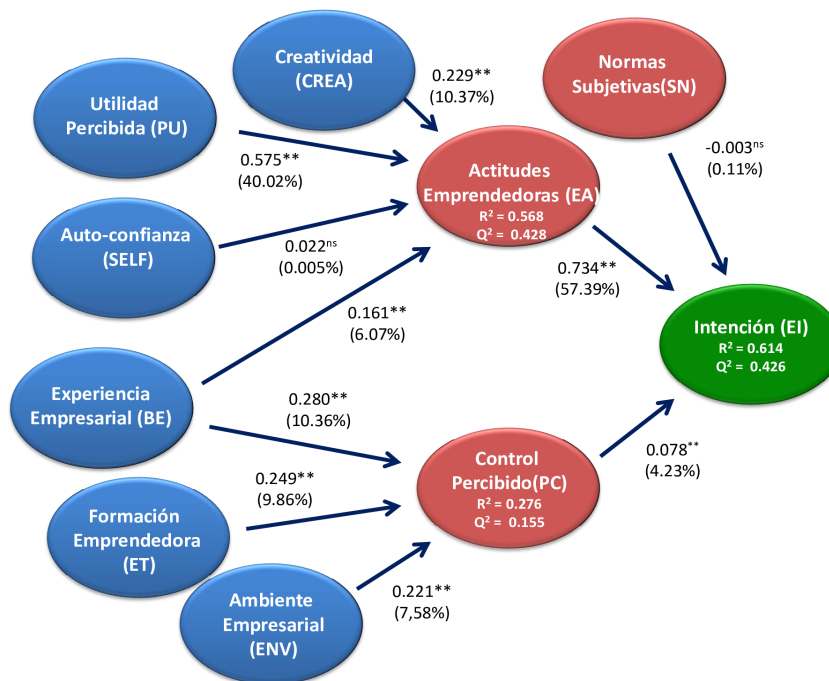 Creatividad
(CREA)
Normas
Subjetivas(SN)
0.229**
(10.37%)
Utilidad
Percibida (PU)
0.575**
(40.02%)
-0.003ns
(0.11%)
Actitudes
Emprendedoras (EA)
R2 = 0.568
Q2 = 0.428
Auto-confianza
(SELF)
0.022ns
(0.005%)
0.734**
(57.39%)
0.161**
(6.07%)
Intención (EI)
R2 = 0.614
Q2 = 0.426
Experiencia
Empresarial (BE)
0.280**
(10.36%)
0.078**
(4.23%)
Control
Percibido(PC)
R2 = 0.276
Q2 = 0.155
0.249**
(9.86%)
Formación
Emprendedora
(ET)
0.221**
(7,58%)
Ambiente
Empresarial
(ENV)